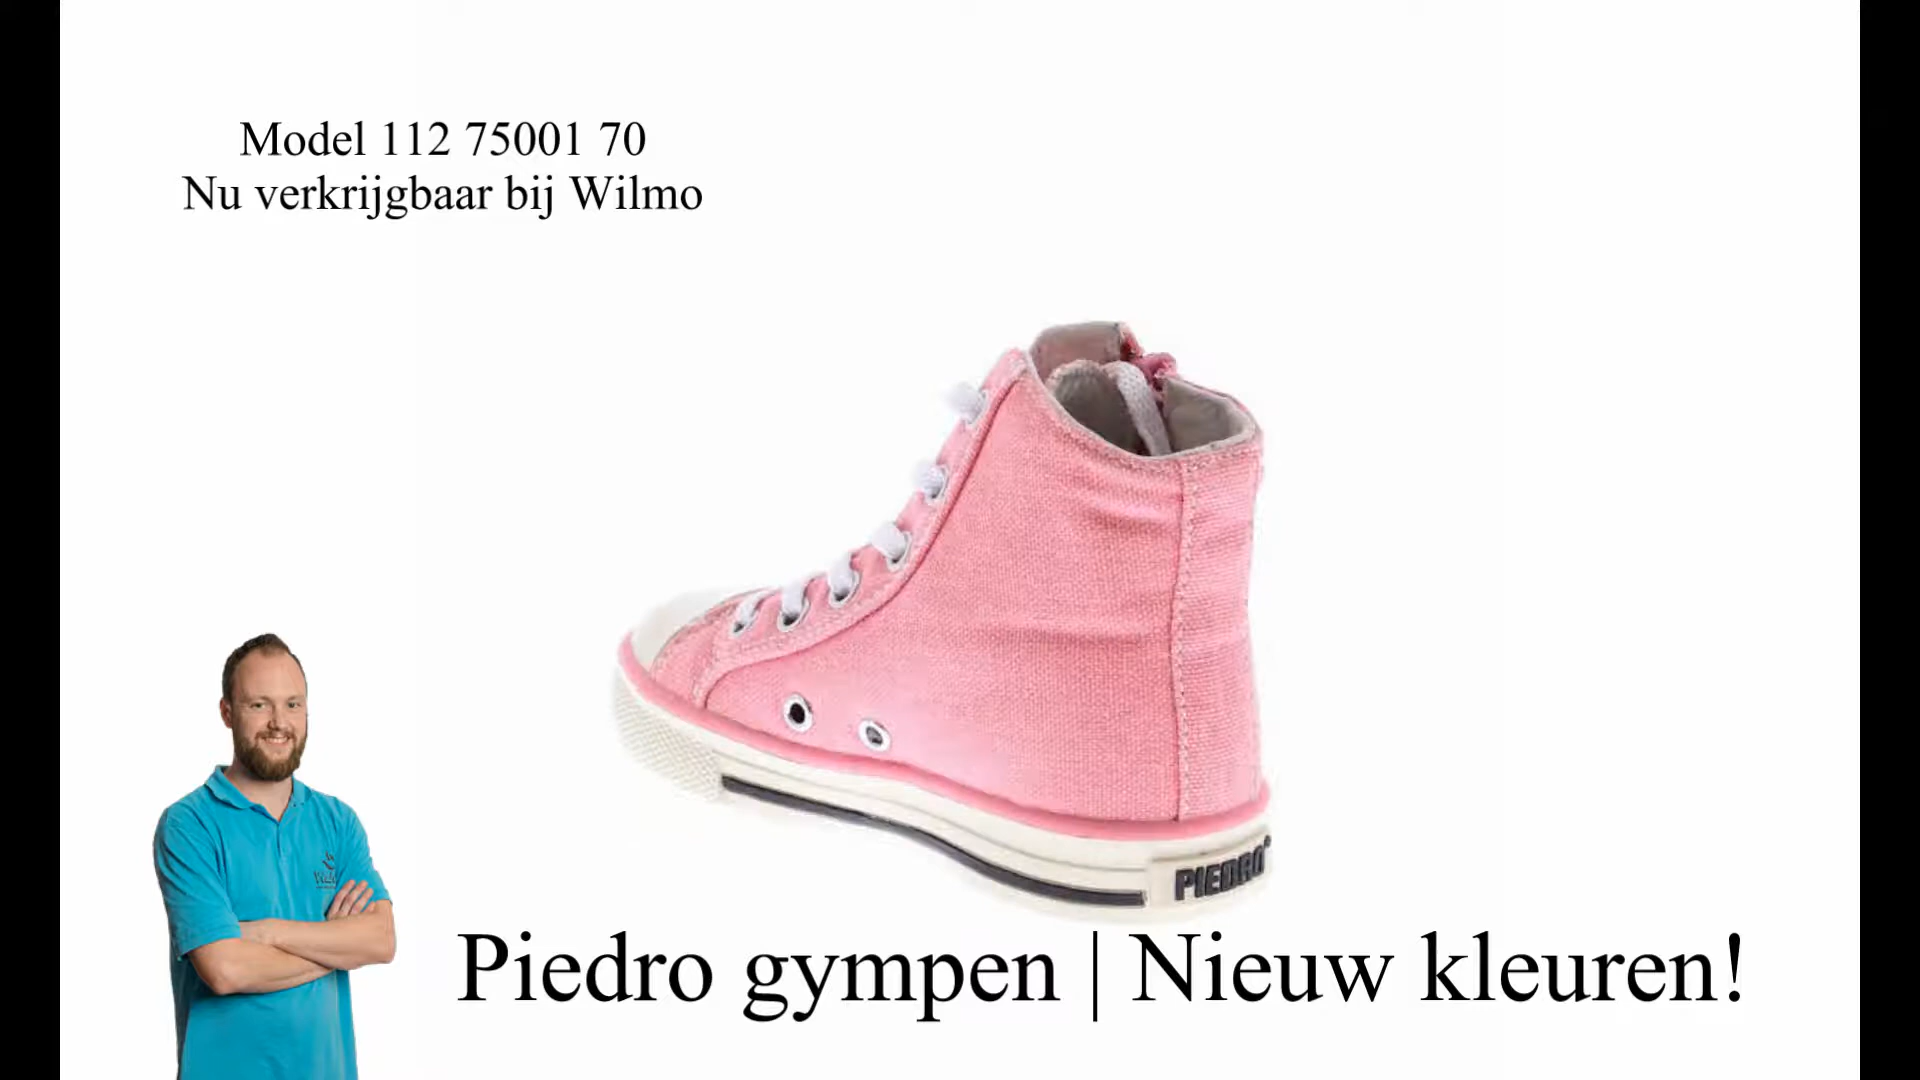 Model 112 75001 70
Nu verkrijgbaar bij Wilmo
PIEDRO
Piedro gympen | Nieuw kleuren!